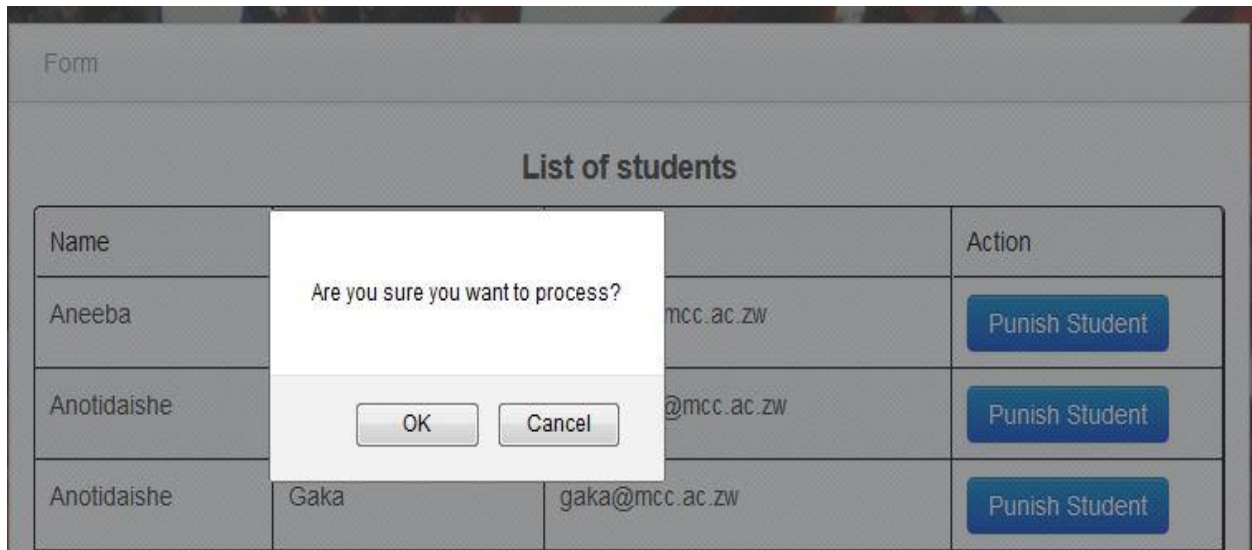 Form
List of students
Name Action
Are you sure you want to process?
Aneeba mcc.ac.zw Punish Student
Anotidaishe @mcc.ac.zw Punish Student
OK Cancel
Anotidaishe Gaka gaka@mcc.ac.zw Punish Student